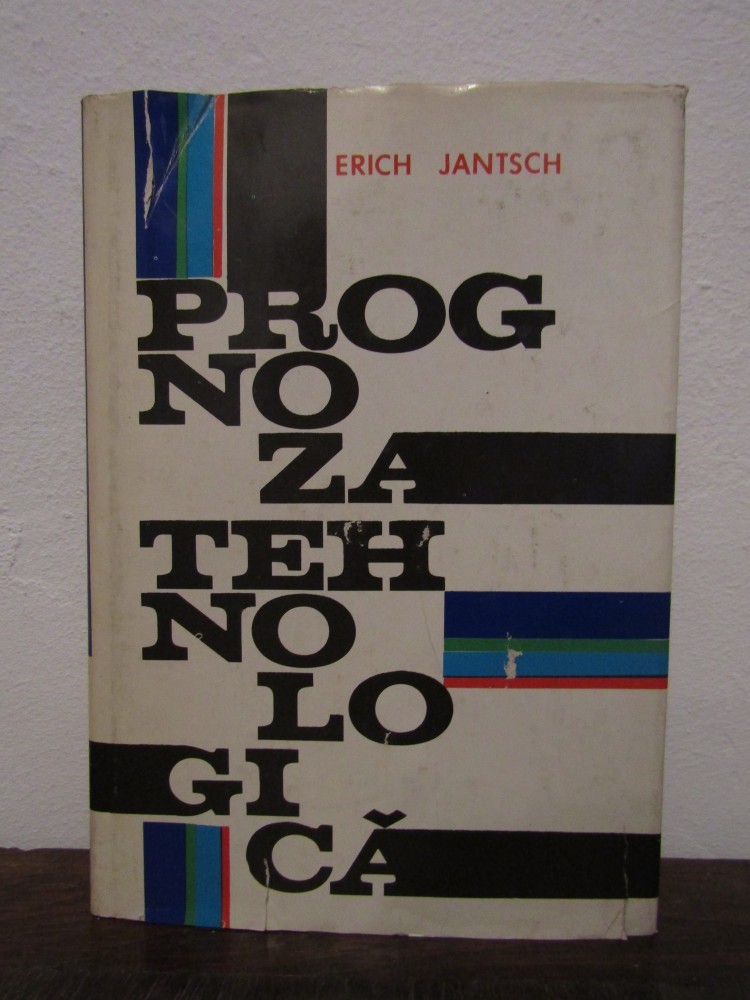 ERICH JANTSCH
PROG
NO
ZA
TEH
NO
LO
GI
CĂ